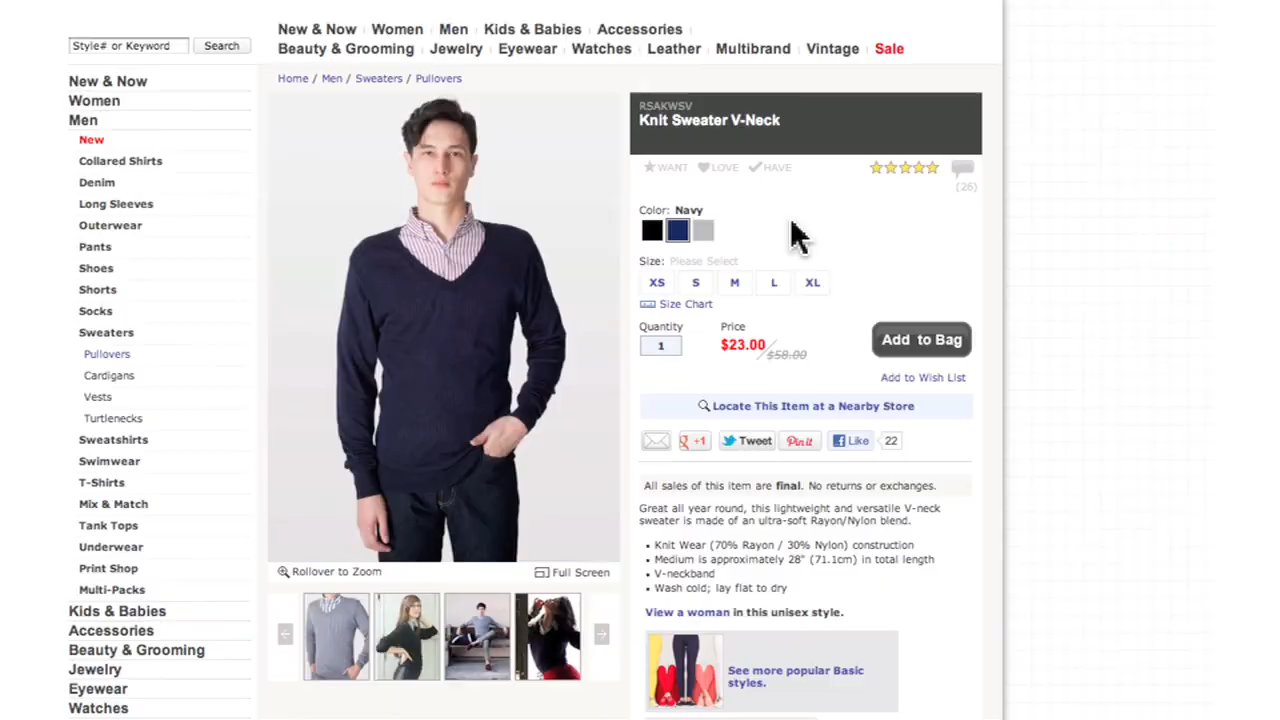 New & Now Women Men Kids & Babies Accessories
Beauty & Grooming Jewelry Eyewear Watches Leather Multibrand Vintage Sale
Style# or Keyword Search
Home / Men / Sweaters / Pullovers
New & Now
Women
Men
New
Collared Shirts
Denim
Long Sleeves
Outerwear
Pants
Shoes
Shorts
Socks
Sweaters
Pullovers
Cardigans
Vests
Turtlenecks
Sweatshirts
Swimwear
T-Shirts
Mix & Match
Tank Tops
Underwear
Print Shop
Multi-Packs
Kids & Babies
Accessories
Beauty & Grooming
Jewelry
Eyewear
Watches
Rollover to Zoom Full Screen
RSAKWSV
Knit Sweater V-Neck
WANT LOVE HAVE
(26)
Color: Navy
Size: Please Select
XS S M L XL
Size Chart
Quantity Price
1 $23.00 $58.00 Add to Bag
Add to Wish List
Locate This Item at a Nearby Store
g +1 Tweet Pin it f Like 22
All sales of this item are final. No returns or exchanges.
Great all year round, this lightweight and versatile V-neck
sweater is made of an ultra-soft Rayon/Nylon blend.
• Knit Wear (70% Rayon / 30% Nylon) construction
• Medium is approximately 28" (71.1cm) in total length
• V-neckband
• Wash cold; lay flat to dry
View a woman in this unisex style.
See more popular Basic
styles.